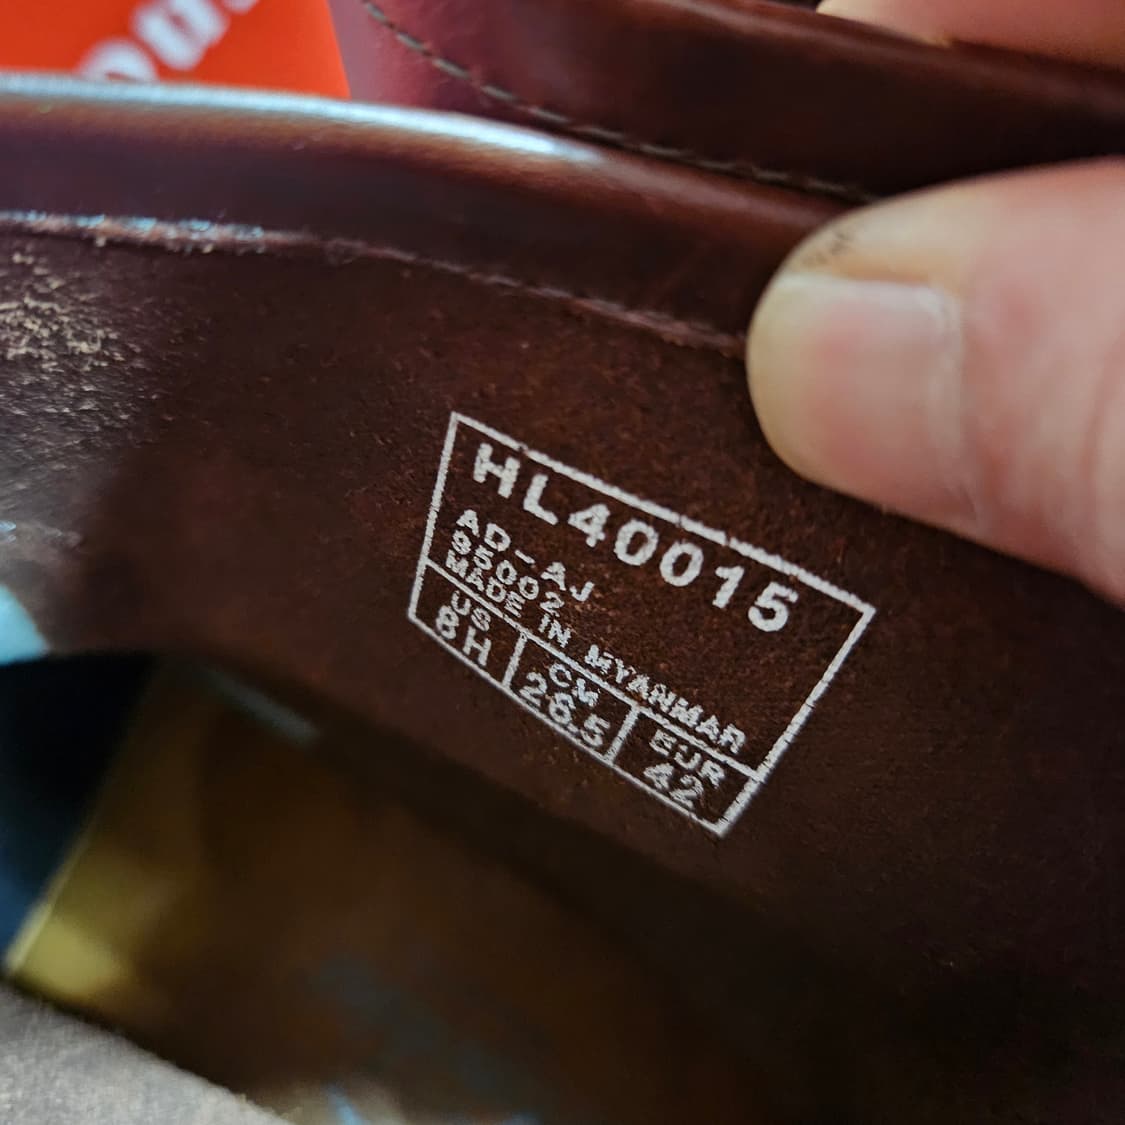 HL40015
AD-AJ
95002
MADE IN MYANMAR
US CM EUR
8H 26.5 42